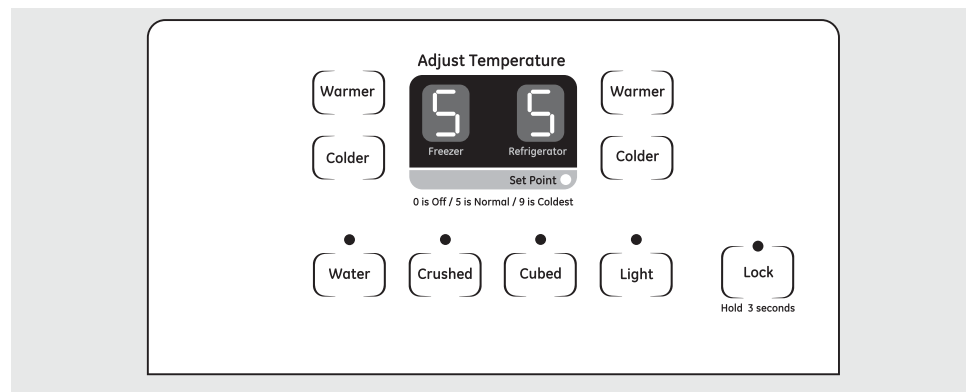 Adjust Temperature
Warmer
5 5
Warmer
Freezer Refrigerator
Colder
Colder
Set Point
0 is Off / 5 is Normal / 9 is Coldest
Water Crushed Cubed Light Lock
Hold 3 seconds